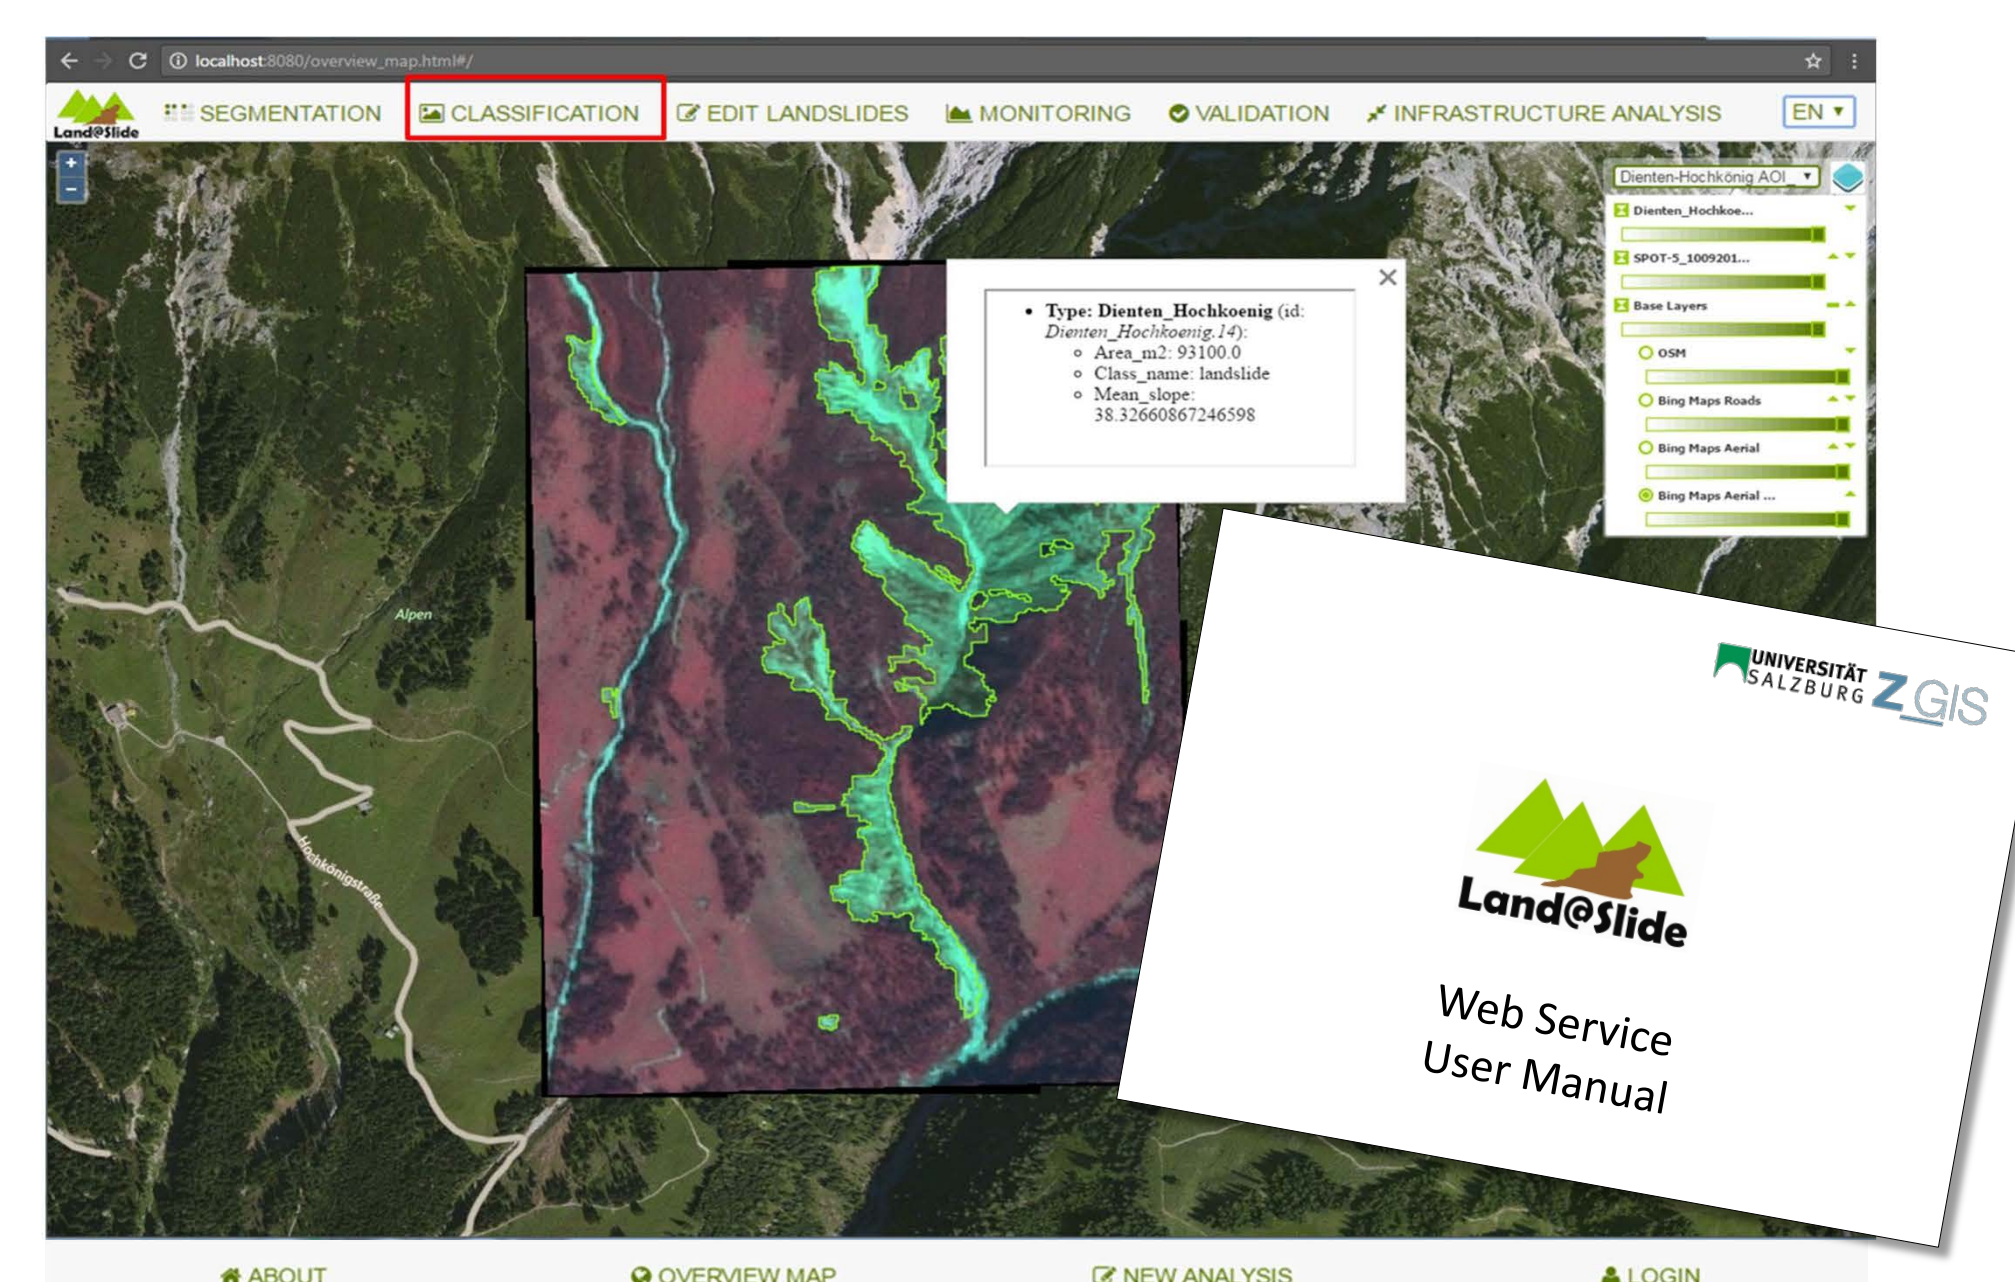 localhost:8080/overview_map.html#/
Land@Slide
SEGMENTATION
CLASSIFICATION
EDIT LANDSLIDES
MONITORING
VALIDATION
INFRASTRUCTURE ANALYSIS
EN
+
−
Dienten-Hochkönig AOI_
Dienten_Hochkoe...
SPOT-5_1009201...
Base Layers
OSM
Bing Maps Roads
Bing Maps Aerial
Bing Maps Aerial ...
• Type: Dienten_Hochkoenig (id:
Dienten_Hochkoenig.14):
Area_m2: 93100.0
Class_name: landslide
Mean_slope:
38.32660867246598
Alpen
Hochkönigstraße
UNIVERSITÄT
SALZBURG
Z_GIS
Land@Slide
Web Service
User Manual
ABOUT
OVERVIEW MAP
NEW ANALYSIS
LOGIN